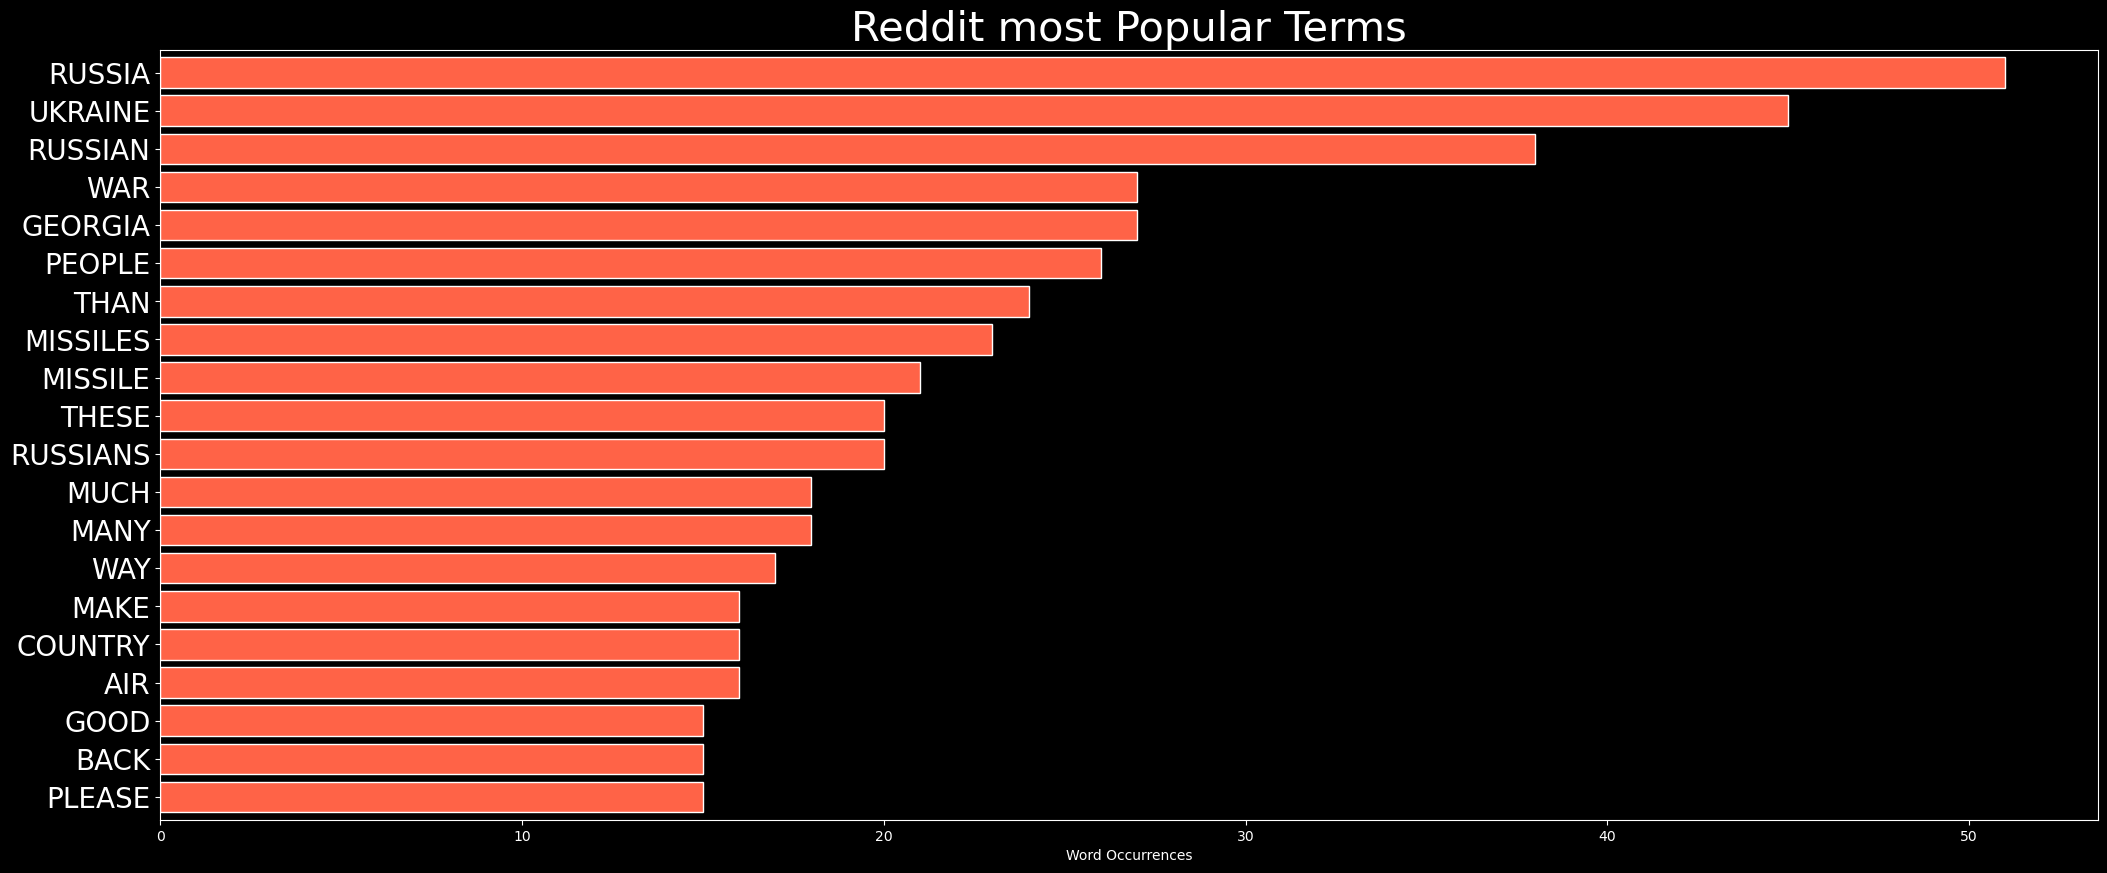 Reddit most Popular Terms
RUSSIA
UKRAINE
RUSSIAN
WAR
GEORGIA
PEOPLE
THAN
MISSILES
MISSILE
THESE
RUSSIANS
MUCH
MANY
WAY
MAKE
COUNTRY
AIR
GOOD
BACK
PLEASE
0 10 20 30 40 50
Word Occurrences